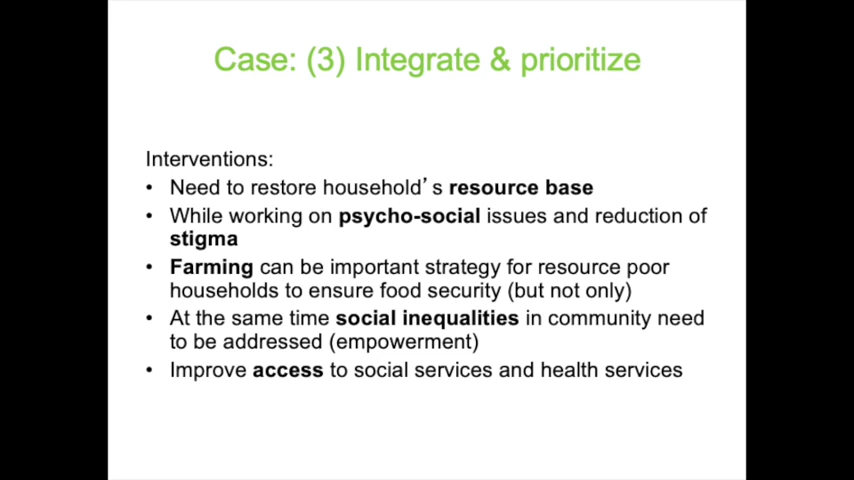 Case: (3) Integrate & prioritize
Interventions:
• Need to restore household’s resource base
• While working on psycho-social issues and reduction of
stigma
• Farming can be important strategy for resource poor
households to ensure food security (but not only)
• At the same time social inequalities in community need
to be addressed (empowerment)
• Improve access to social services and health services